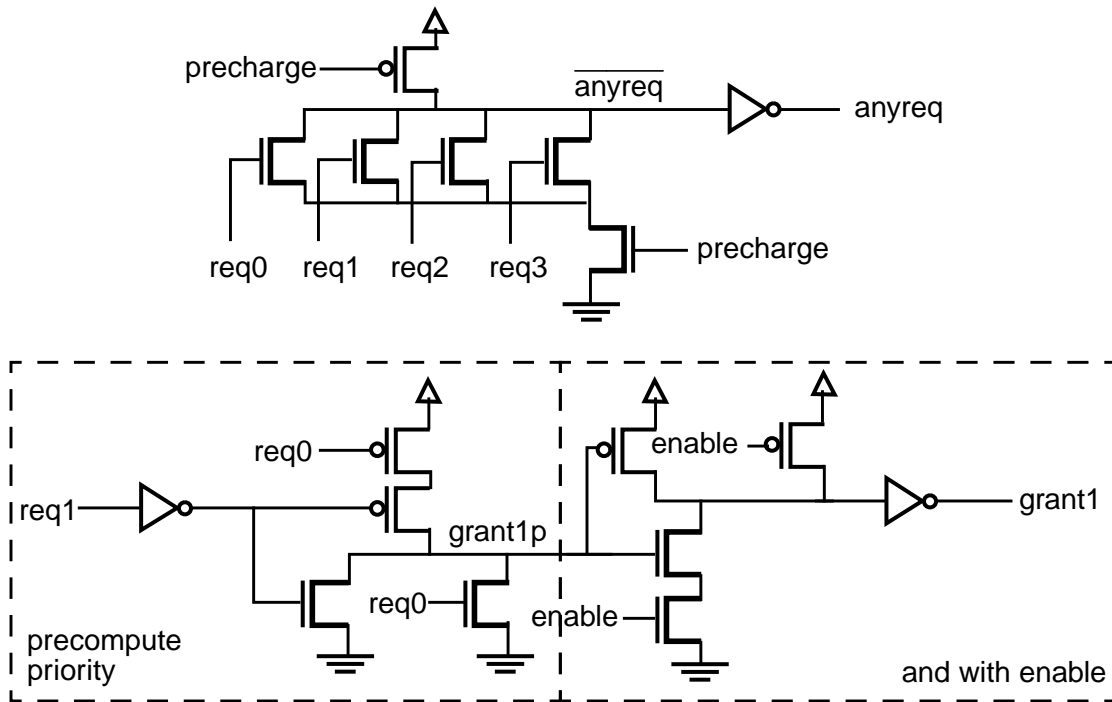 precharge
anyreq
anyreq
req0
req1
req2
req3
precharge
req0
enable
req1
grant1p
grant1
req0
enable
precompute
priority
and with enable